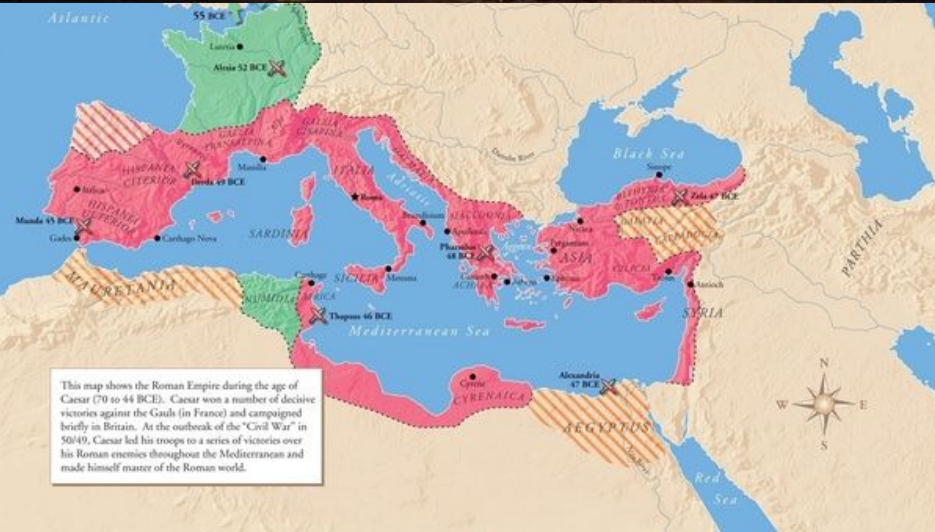 Atlantic
55 BCE
Lutetia
Alesia 52 BCE
GALLIA
TRANSALPINA
GALLIA
CISALPINA
Massilia
HISPANIA
CITERIOR
Ilerda 49 BCE
Italica
HISPANIA
ULTERIOR
Munda 45 BCE
Gades
Carthago Nova
SARDINIA
ITALIA
Roma
Adriatic
Brundisium
MACEDONIA
Apollonia
Pharsalus
48 BCE
Aegean
ACHAEA
Athens
Danube River
Black Sea
Sinope
BITHYNIA
Zela 47 BCE
GALATIA
CAPPADOCIA
Nicaea
Pergamum
ASIA
Ephesus
CILICIA
Tarsus
Antioch
SYRIA
PARTHIA
MAURETANIA
NUMIDIA
Carthage
AFRICA
SICILIA
Messana
Thapsus 46 BCE
Mediterranean Sea
Cyrene
CYRENAICA
Alexandria
47 BCE
AEGYPTUS
Nile River
Red
Sea
N
W
E
S
This map shows the Roman Empire during the age of
Caesar (70 to 44 BCE). Caesar won a number of decisive
victories against the Gauls (in France) and campaigned
briefly in Britain. At the outbreak of the "Civil War" in
50/49, Caesar led his troops to a series of victories over
his Roman enemies throughout the Mediterranean and
made himself master of the Roman world.